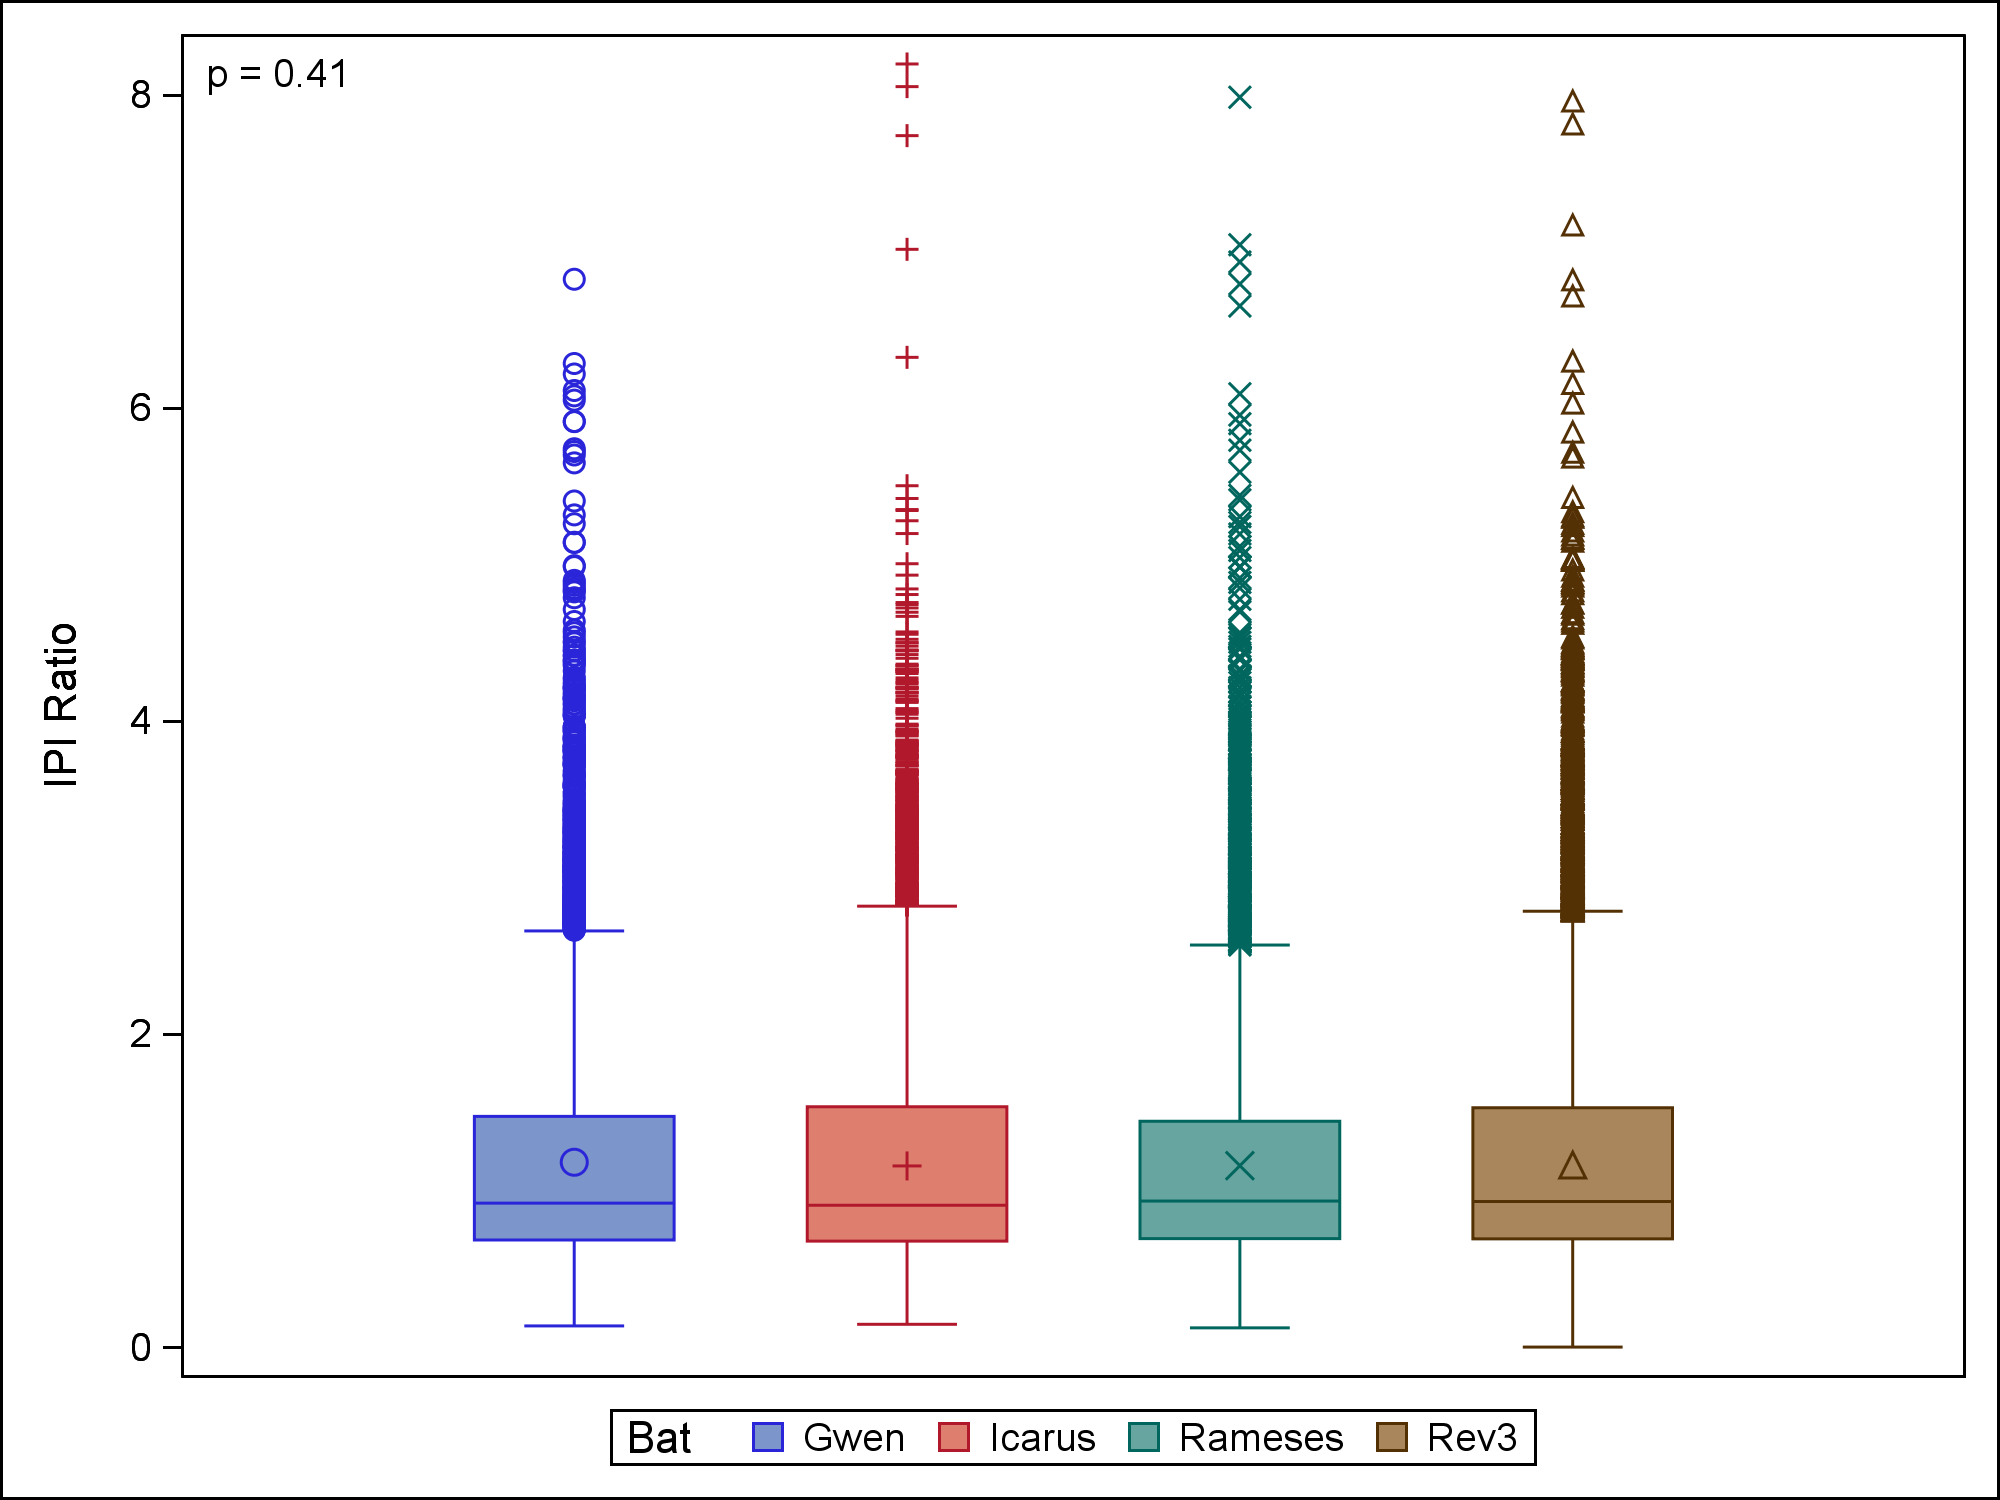 p = 0.41
8
6
4
2
0
IPI Ratio
Bat Gwen Icarus Rameses Rev3